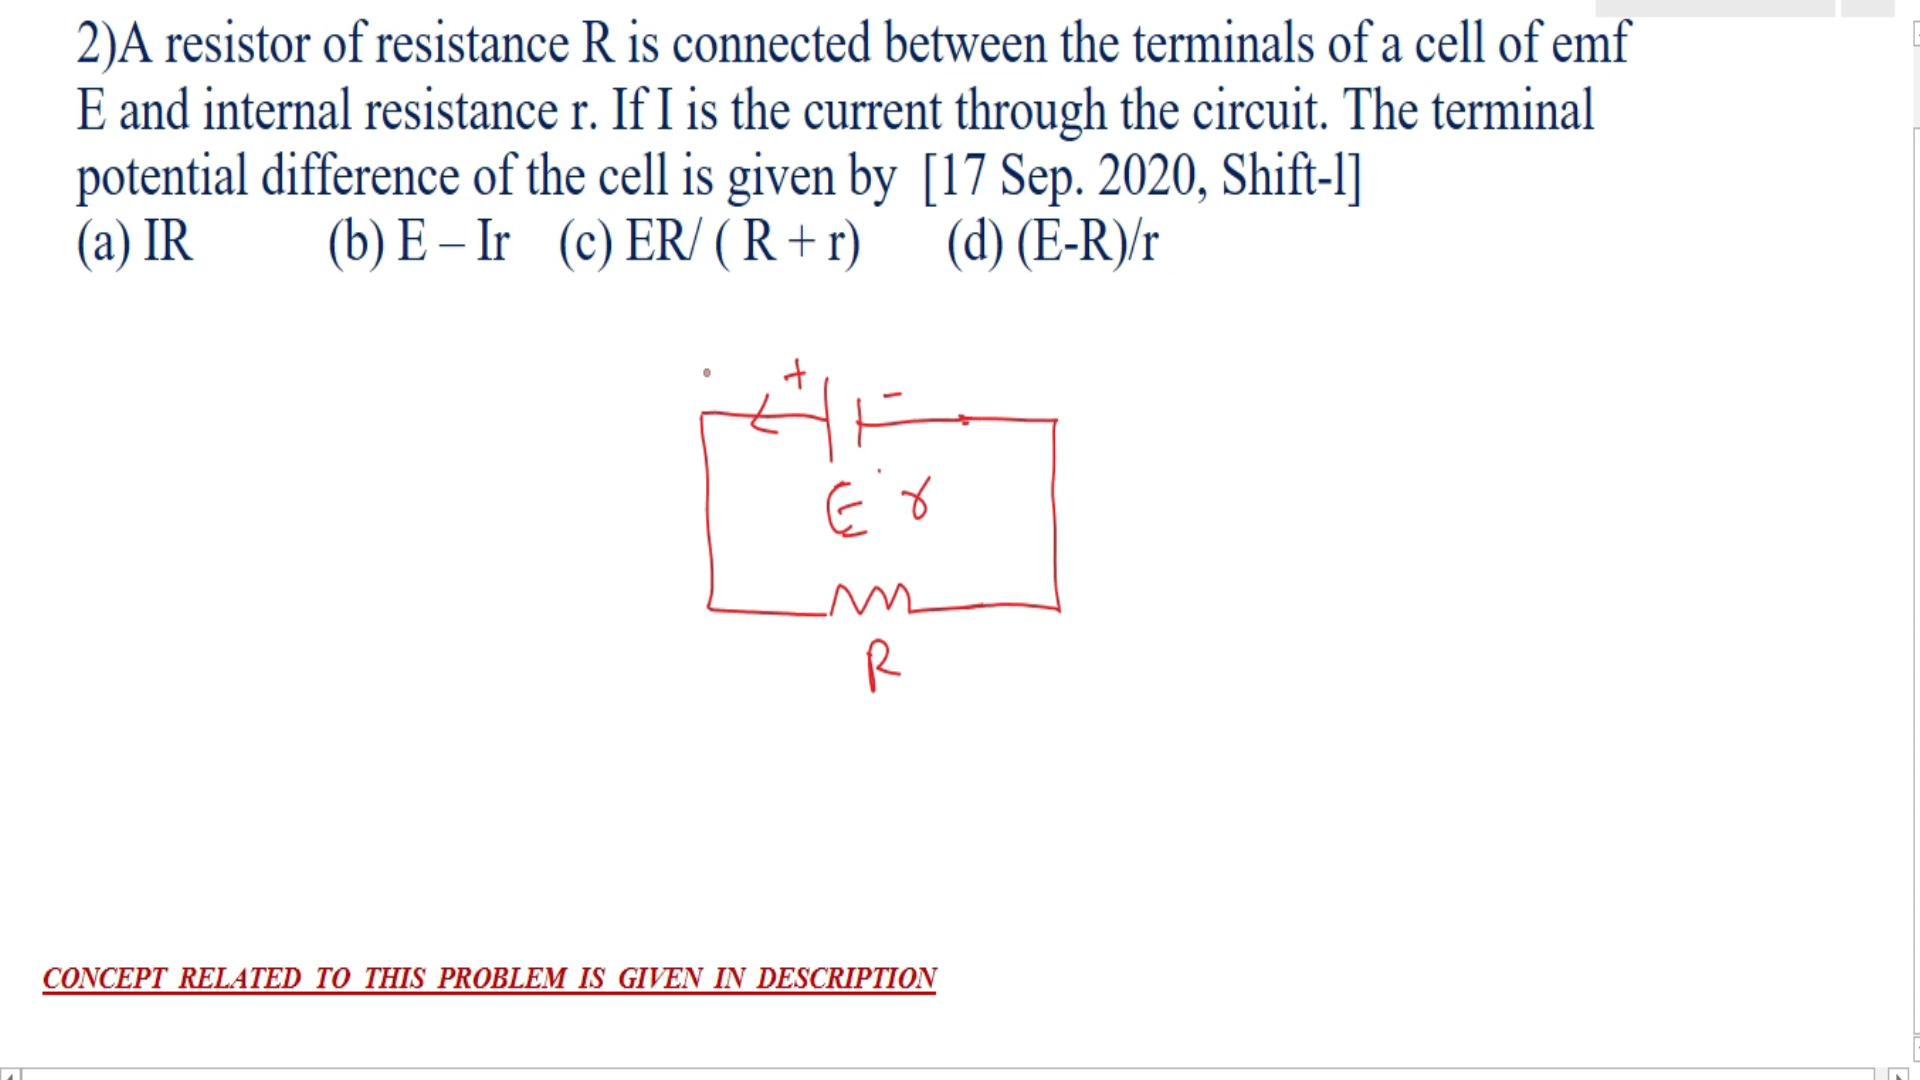 2)A resistor of resistance R is connected between the terminals of a cell of emf
E and internal resistance r. If I is the current through the circuit. The terminal
potential difference of the cell is given by [17 Sep. 2020, Shift-l]
(a) IR (b) E – Ir (c) ER/ ( R + r) (d) (E-R)/r
+ -
E r
R
CONCEPT RELATED TO THIS PROBLEM IS GIVEN IN DESCRIPTION